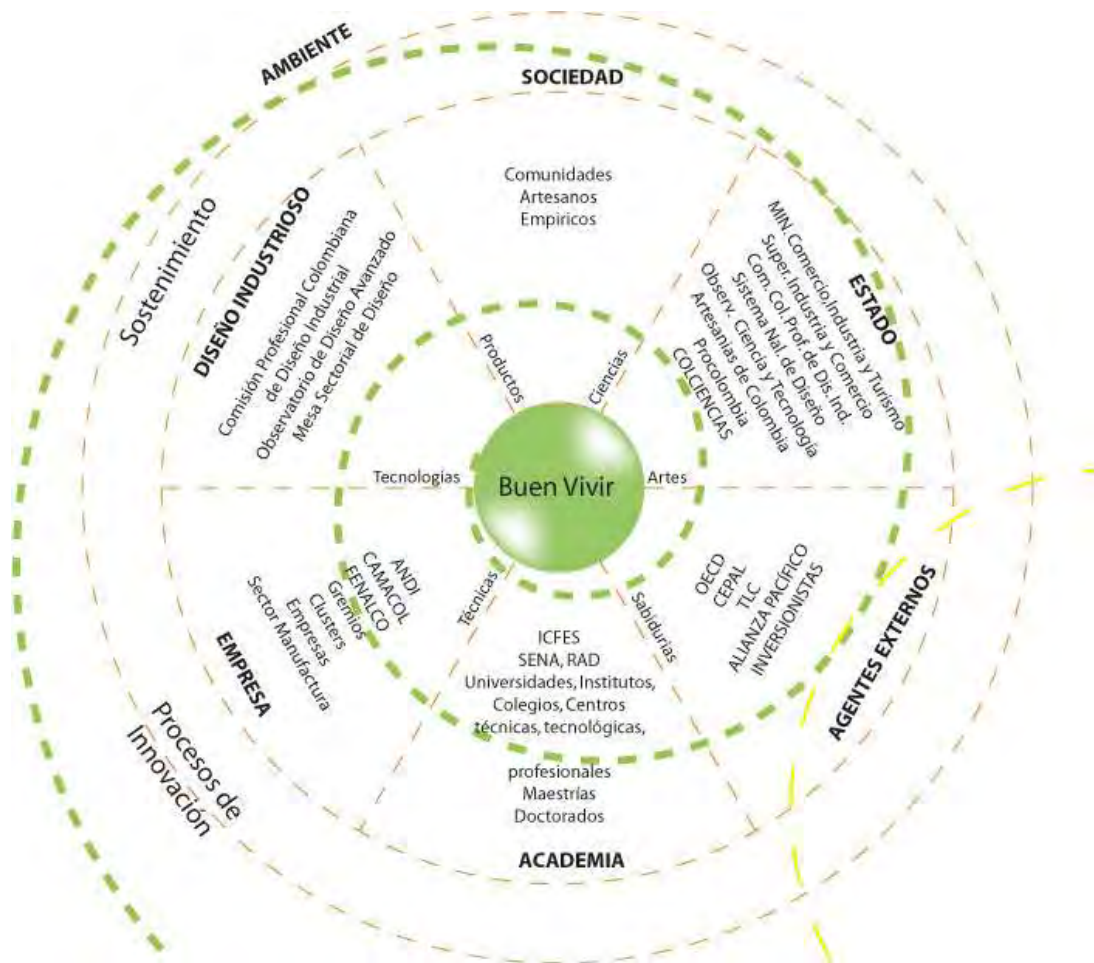 AMBIENTE
SOCIEDAD
Comunidades
Artesanos
Empiricos
Sostenimiento
DISEÑO INDUSTRIOSO
Comisión Profesional Colombiana
de Diseño Industrial
Observatorio de Diseño Avanzado
Mesa Sectorial de Diseño
ESTADO
MIN. Comercio,Industria y Turismo
Super. Industria y Comercio
Com. Col. Prof. de Dis.Ind.
Sistema Nal. de Diseño
Observ. Ciencia y Tecnología
Artesanias de Colombia
Procolombia
COLCIENCIAS
Productos
Ciencias
Tecnologias
Buen Vivir
Artes
Técnicas
Sabidurias
ANDI
CAMACOL
FENALCO
Gremios
Clusters
Empresas
Sector Manufactura
EMPRESA
Procesos de
Innovación
ICFES
SENA, RAD
Universidades, Institutos,
Colegios, Centros
técnicas, tecnológicas,
profesionales
Maestrías
Doctorados
ACADEMIA
OECD
CEPAL
TLC
ALIANZA PACÍFICO
INVERSIONISTAS
AGENTES EXTERNOS